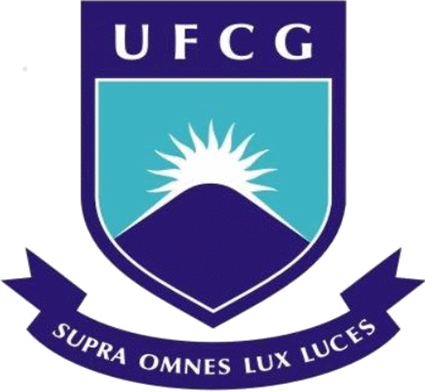 UFCG
SUPRA OMNES LUX LUCES